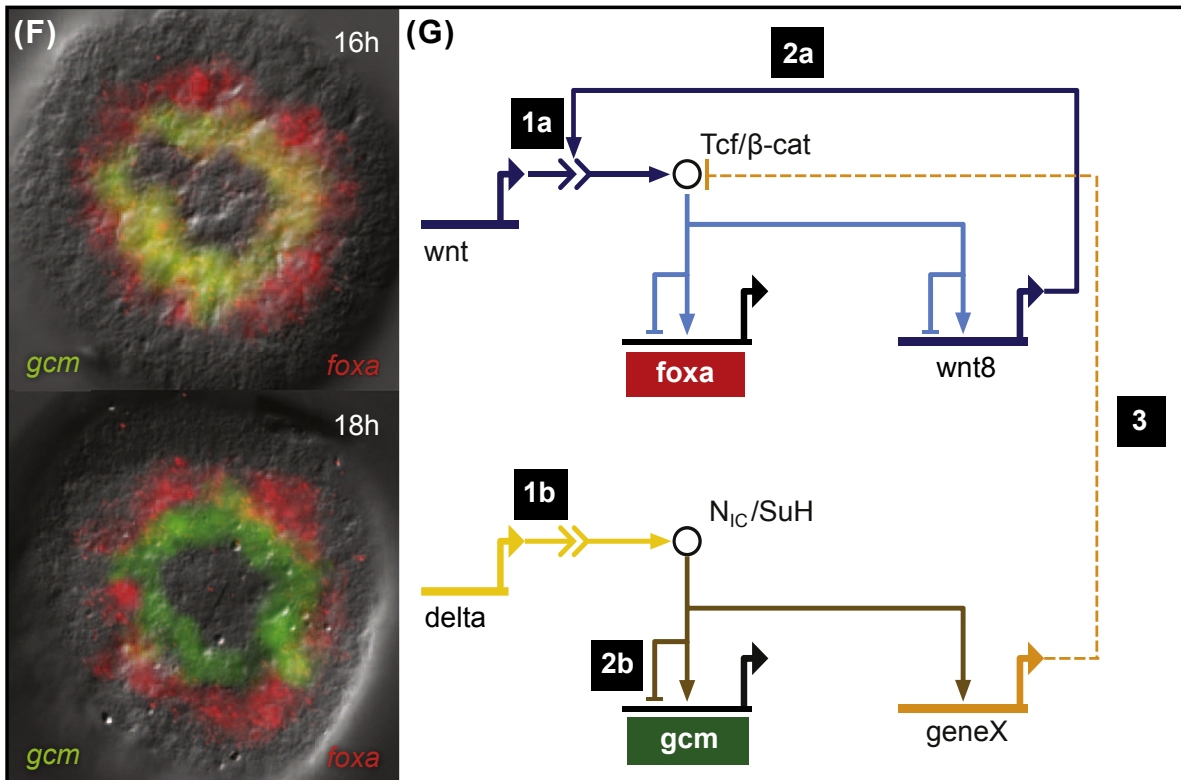 (F)
16h
gcm
foxa
18h
gcm
foxa
(G)
2a
1a
Tcf/β-cat
wnt
foxa
wnt8
3
1b
N_IC/SuH
delta
2b
gcm
geneX